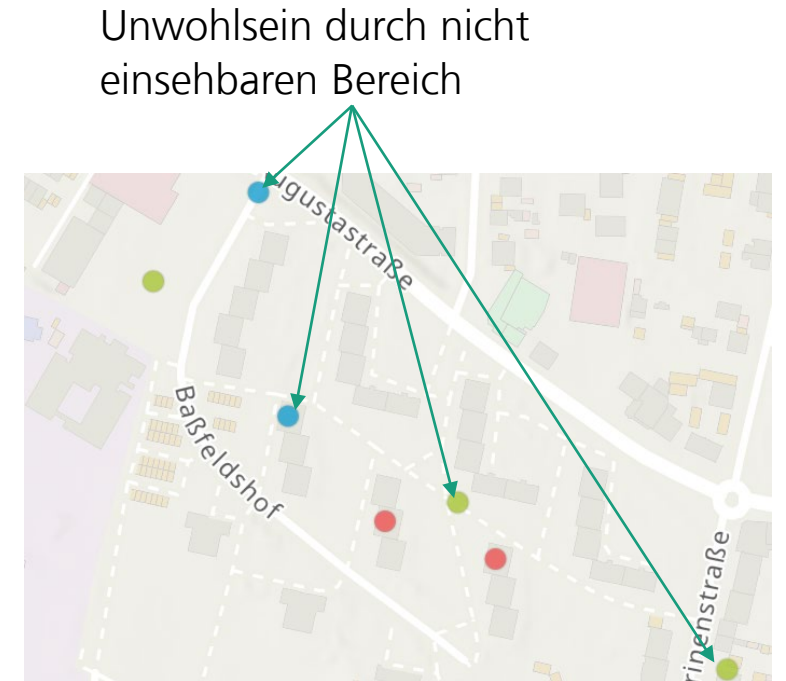 Unwohlsein durch nicht
einsehbaren Bereich
ugustastraße
Baßfeldshof
rinenstraße